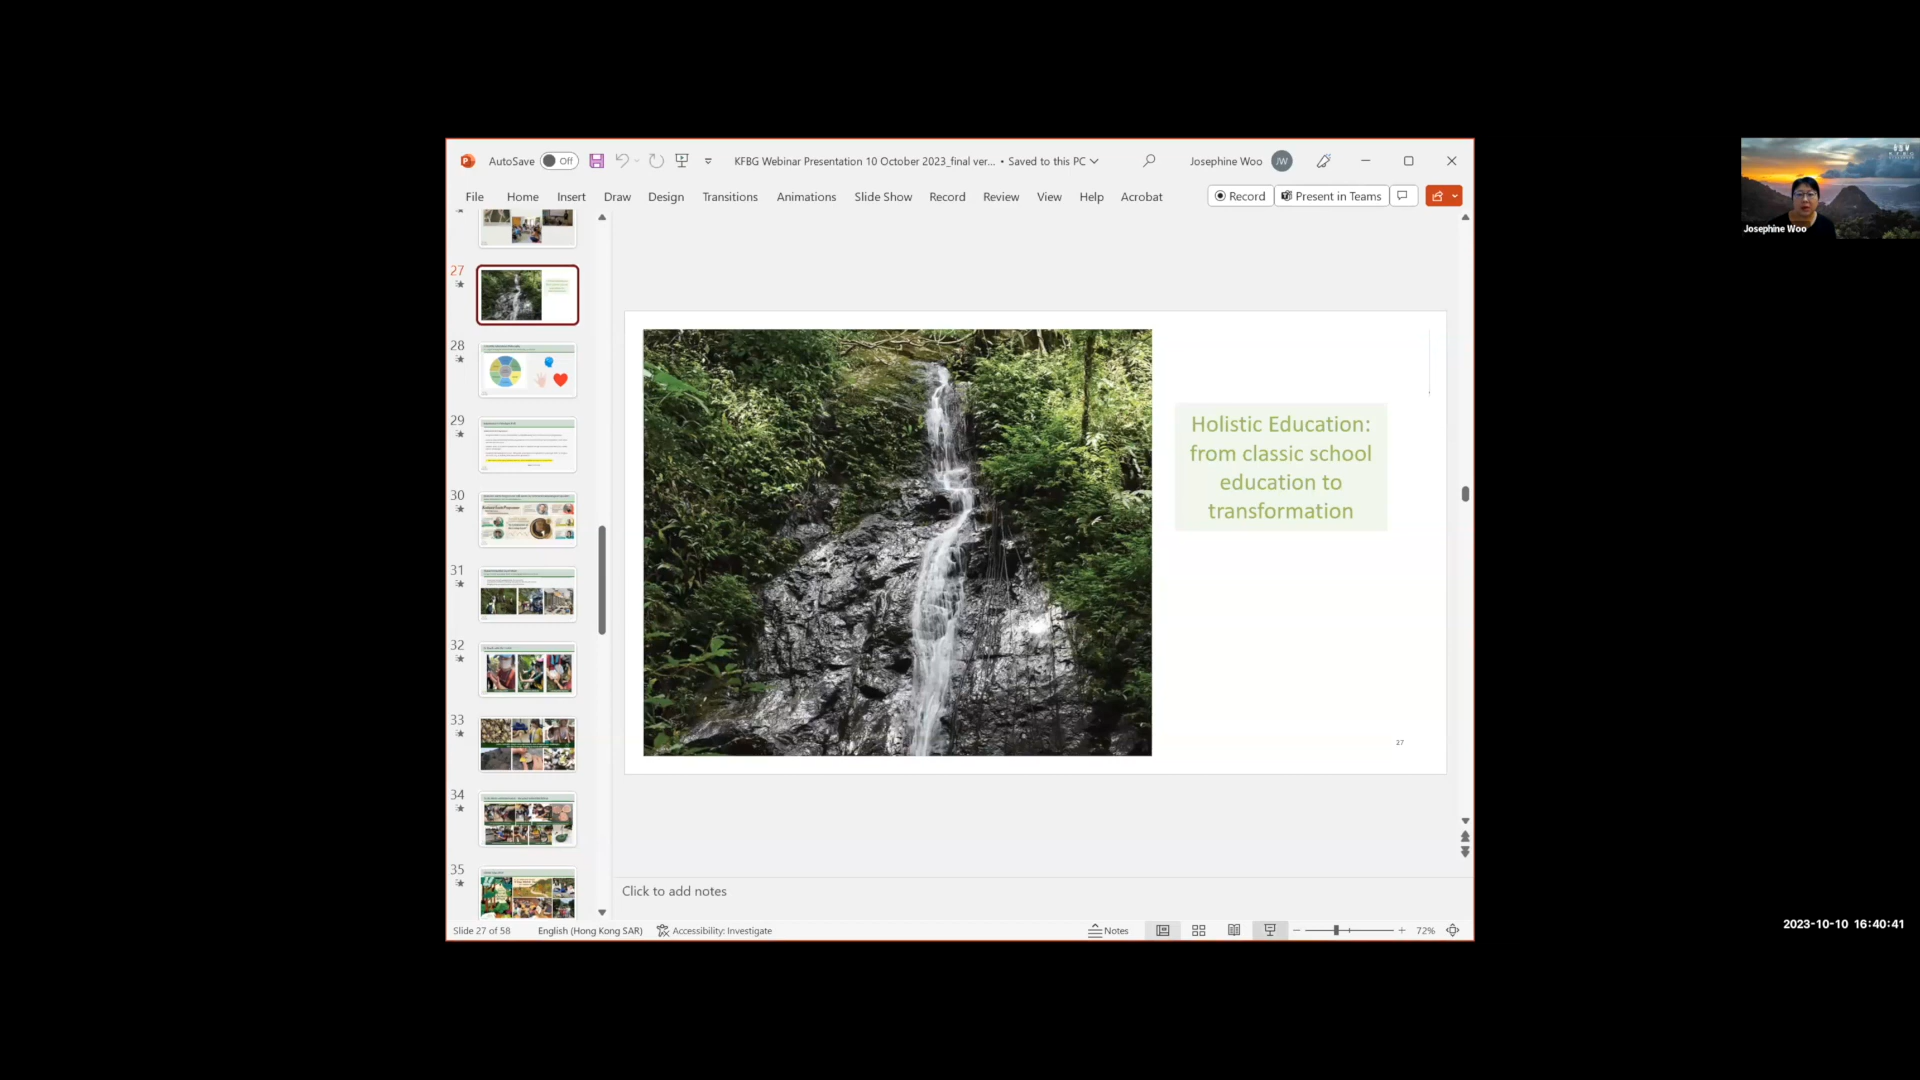 AutoSave Off KFBG Webinar Presentation 10 October 2023_final ver... • Saved to this PC Josephine Woo JW
File Home Insert Draw Design Transitions Animations Slide Show Record Review View Help Acrobat Record Present in Teams
Josephine Woo
27
28
29
30
31
32
33
34
35
Holistic Education:
from classic school
education to
transformation
27
Click to add notes
Slide 27 of 58 English (Hong Kong SAR) Accessibility: Investigate Notes 72%
2023-10-10 16:40:41